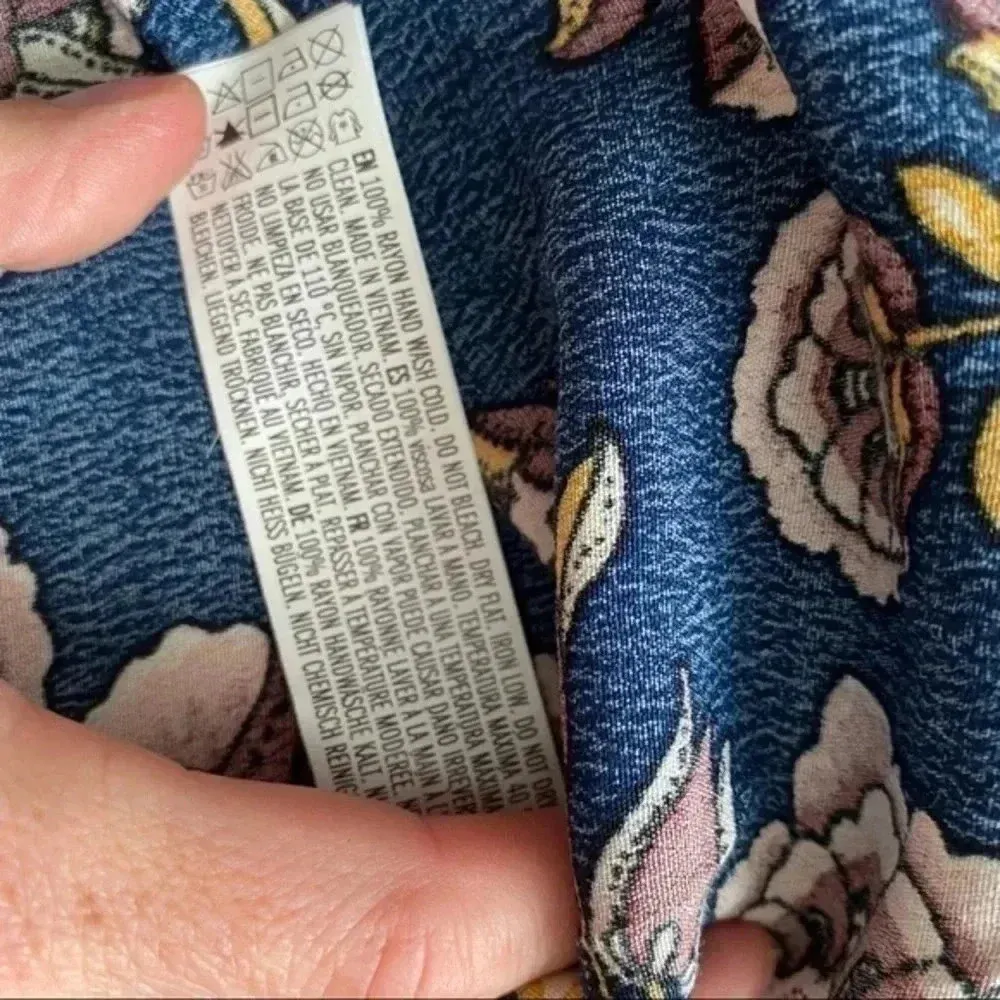 EN 100% RAYON HAND WASH COLD. DO NOT BLEACH. DRY FLAT. IRON LOW. DO NOT DRY
CLEAN. MADE IN VIETNAM. ES 100% VISCOSA LAVAR A MANO. TEMPERATURA MAXIMA 40
NO USAR BLANQUEADOR. SECADO EXTENDIDO. PLANCHAR A UNA TEMPERATURA MÁXIMA
LA BASE DE 110 °C, SIN VAPOR. PLANCHAR CON VAPOR PUEDE CAUSAR DAÑO IRREVER
NO LIMPIEZA EN SECO. HECHO EN VIETNAM. FR 100% RAYONNE LAVER À LA MAIN À
FROIDE. NE PAS BLANCHIR. SÉCHER A PLAT. REPASSER À TEMPERATURE MODÉRÉE.
NETTOYER A SEC. FABRIQUÉ AU VIETNAM. DE 100% RAYON HANDWÄSCHE KALT.
BLEICHEN. LIEGEND TROCKNEN. NICHT HEISS BÜGELN. NICHT CHEMISCH REINIG